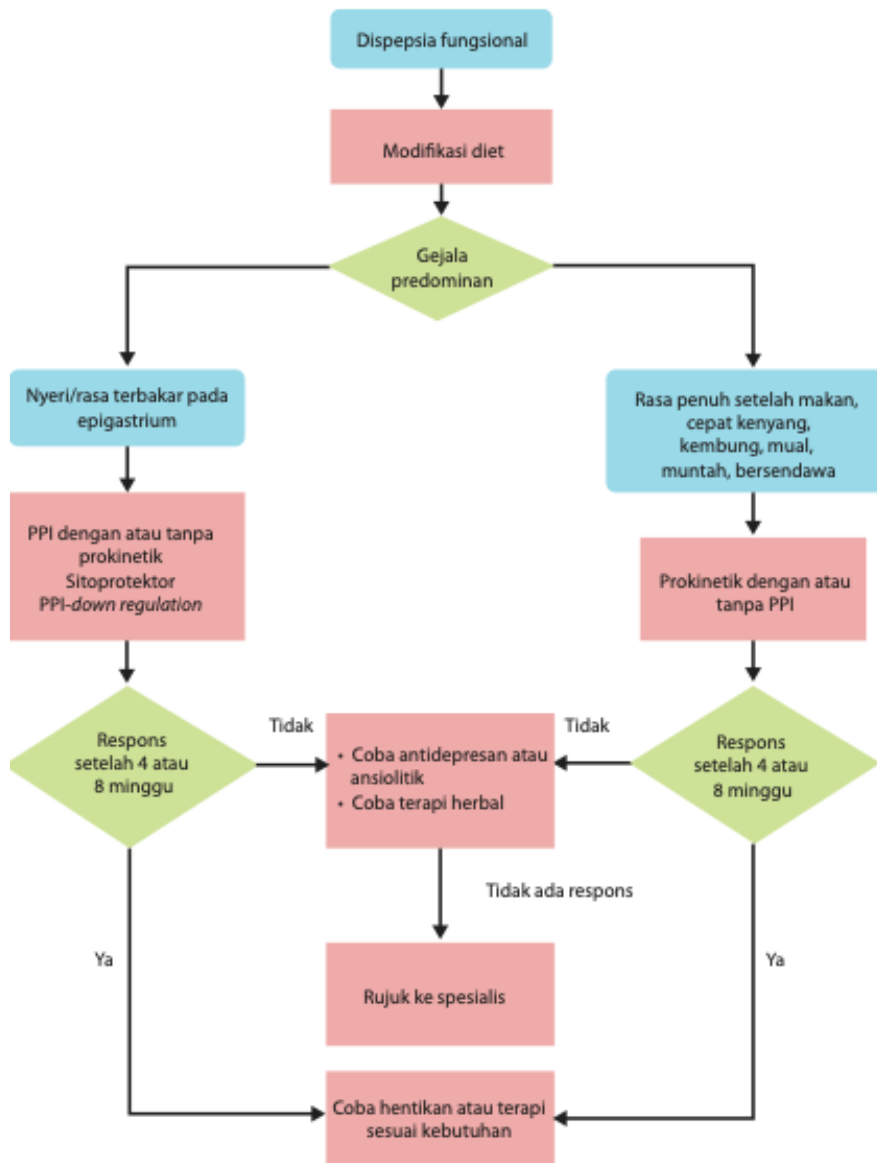 Dispepsia fungsional
Modifikasi diet
Gejala
predominan
Nyeri/rasa terbakar pada
epigastrium
Rasa penuh setelah makan,
cepat kenyang,
kembung, mual,
muntah, bersendawa
PPI dengan atau tanpa
prokinetik
Sitoprotektor
PPI-down regulation
Prokinetik dengan atau
tanpa PPI
Respons
setelah 4 atau
8 minggu
Tidak
• Coba antidepresan atau
ansiolitik
• Coba terapi herbal
Tidak
Respons
setelah 4 atau
8 minggu
Tidak ada respons
Ya
Rujuk ke spesialis
Ya
Coba hentikan atau terapi
sesuai kebutuhan